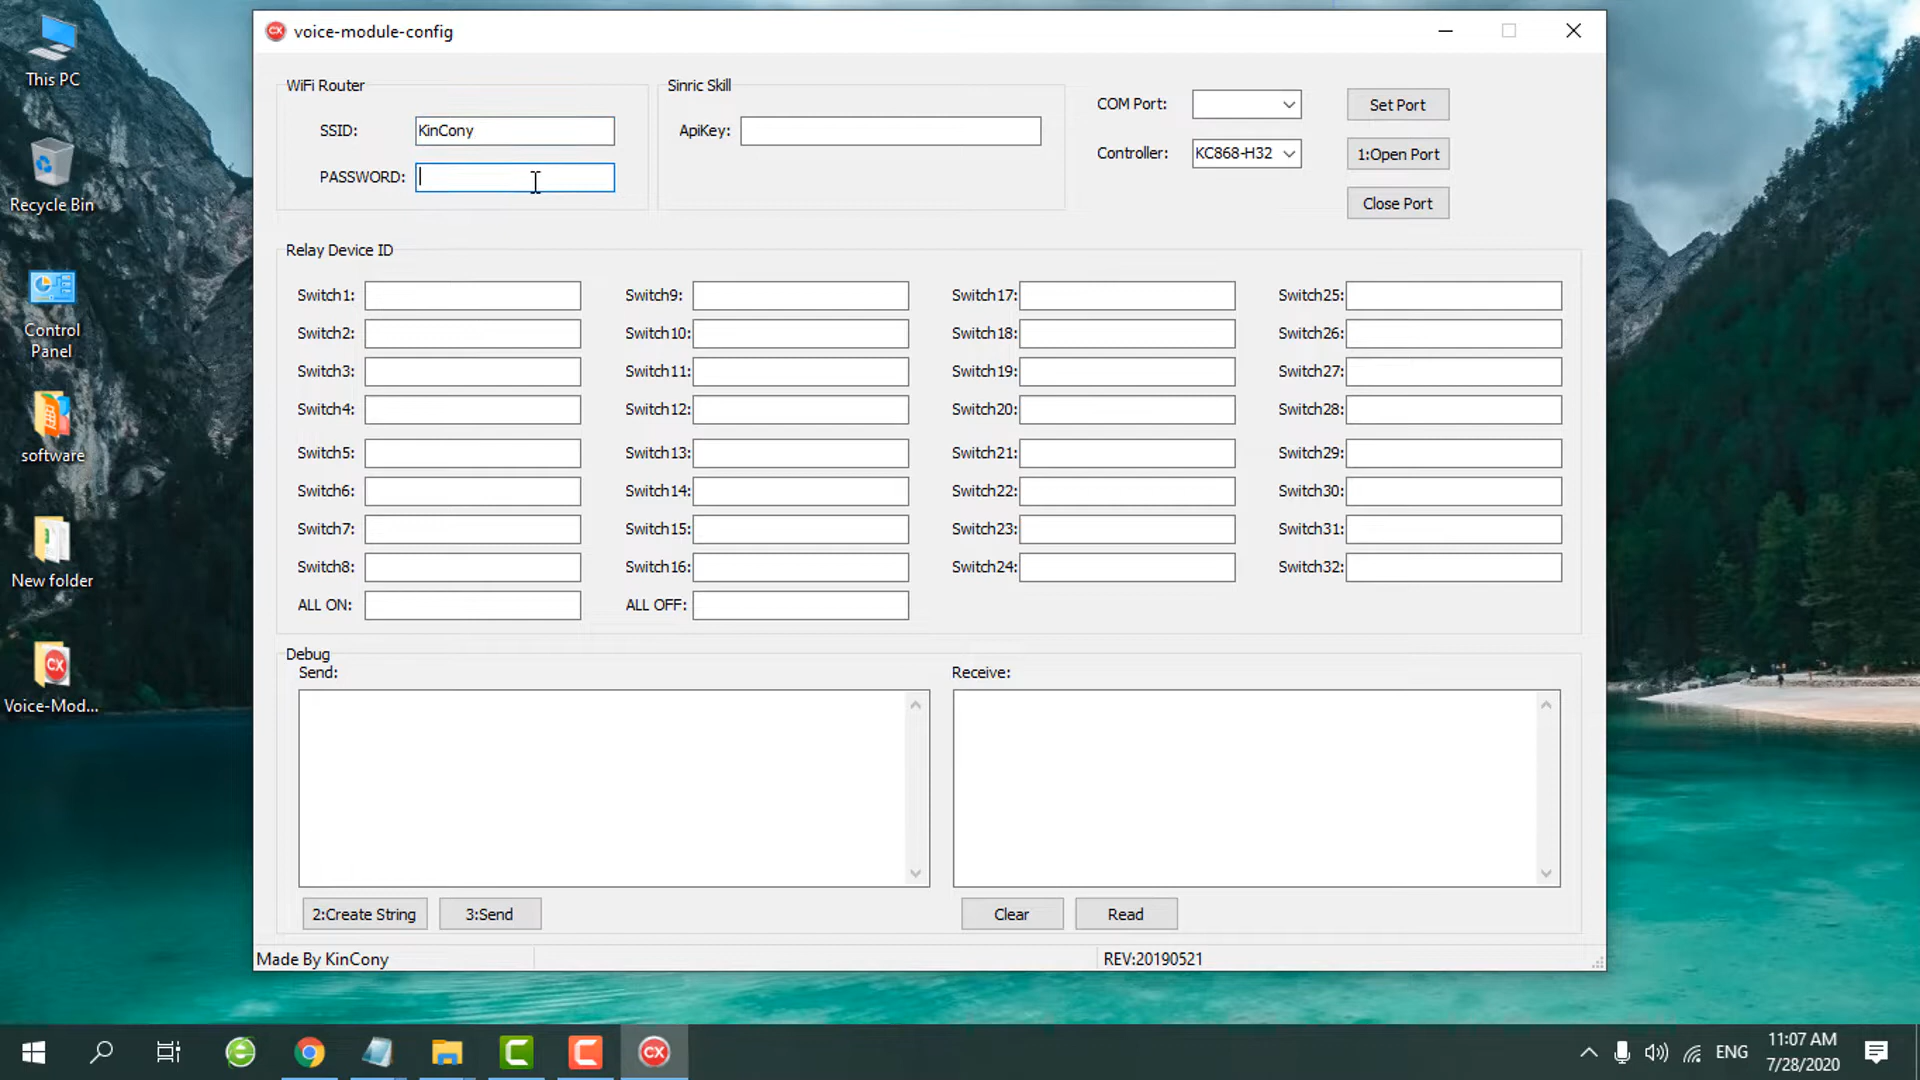 This PC
Recycle Bin
Control
Panel
software
New folder
Voice-Mod...
voice-module-config
WiFi Router
SSID: KinCony
PASSWORD:
Sinric Skill
ApiKey:
COM Port:
Set Port
Controller: KC868-H32
1:Open Port
Close Port
Relay Device ID
Switch1: Switch9: Switch17: Switch25:
Switch2: Switch10: Switch18: Switch26:
Switch3: Switch11: Switch19: Switch27:
Switch4: Switch12: Switch20: Switch28:
Switch5: Switch13: Switch21: Switch29:
Switch6: Switch14: Switch22: Switch30:
Switch7: Switch15: Switch23: Switch31:
Switch8: Switch16: Switch24: Switch32:
ALL ON: ALL OFF:
Debug
Send: Receive:
2:Create String 3:Send Clear Read
Made By KinCony REV:20190521
ENG
11:07 AM
7/28/2020